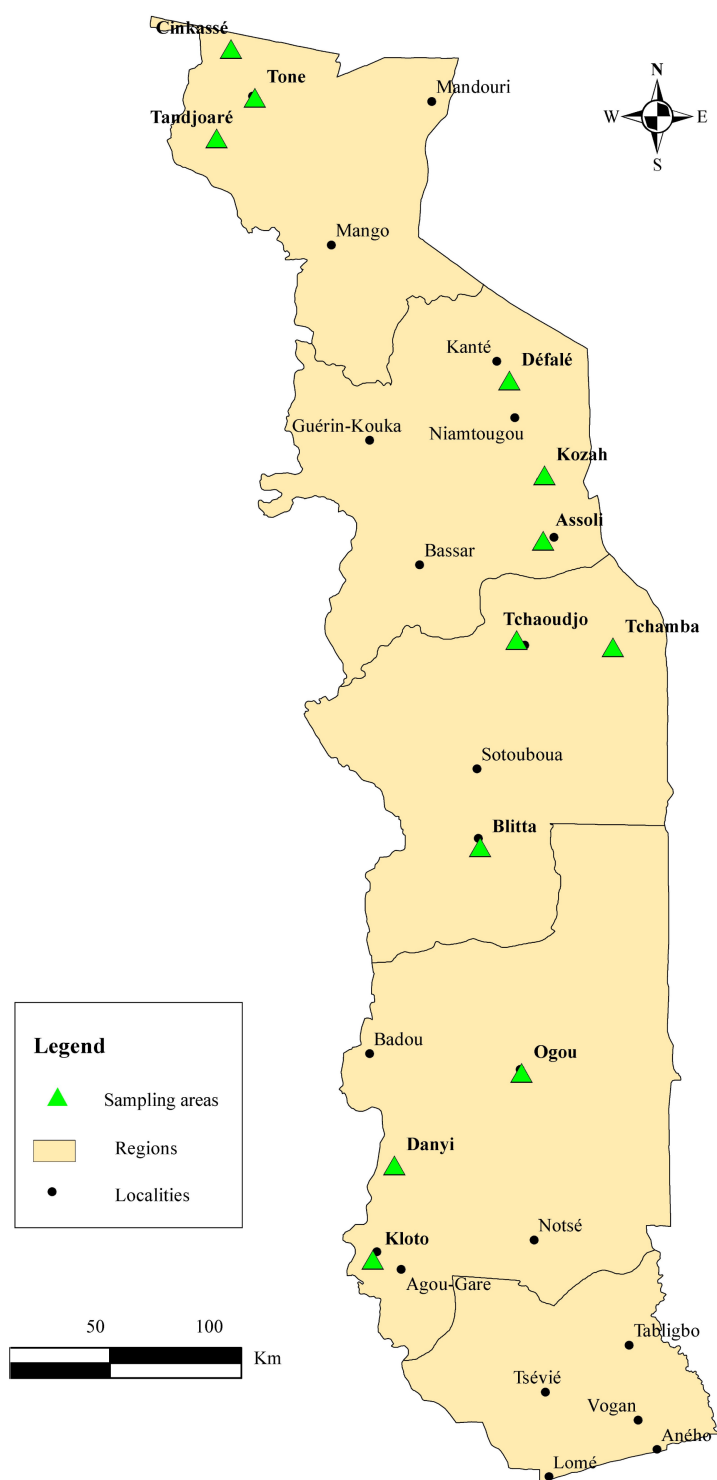 Cinkassé
Tone
Mandouri
Tandjoaré
N
W
E
S
Mango
Kanté
Défalé
Niamtougou
Guérin-Kouka
Kozah
Assoli
Bassar
Tchaoudjo
Tchamba
Sotouboua
Blitta
Badou
Ogou
Danyi
Notsé
Kloto
Agou-Gare
Tabligbo
Tsévié
Vogan
Aného
Lomé
Legend
Sampling areas
Regions
Localities
50 100
Km